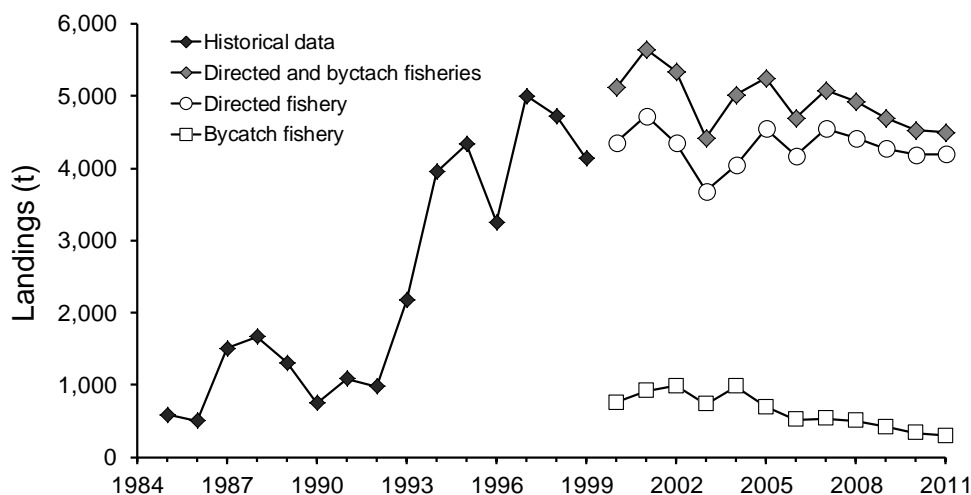 6,000
5,000
4,000
3,000
2,000
1,000
0
Landings (t)
Historical data
Directed and byctach fisheries
Directed fishery
Bycatch fishery
1984 1987 1990 1993 1996 1999 2002 2005 2008 2011